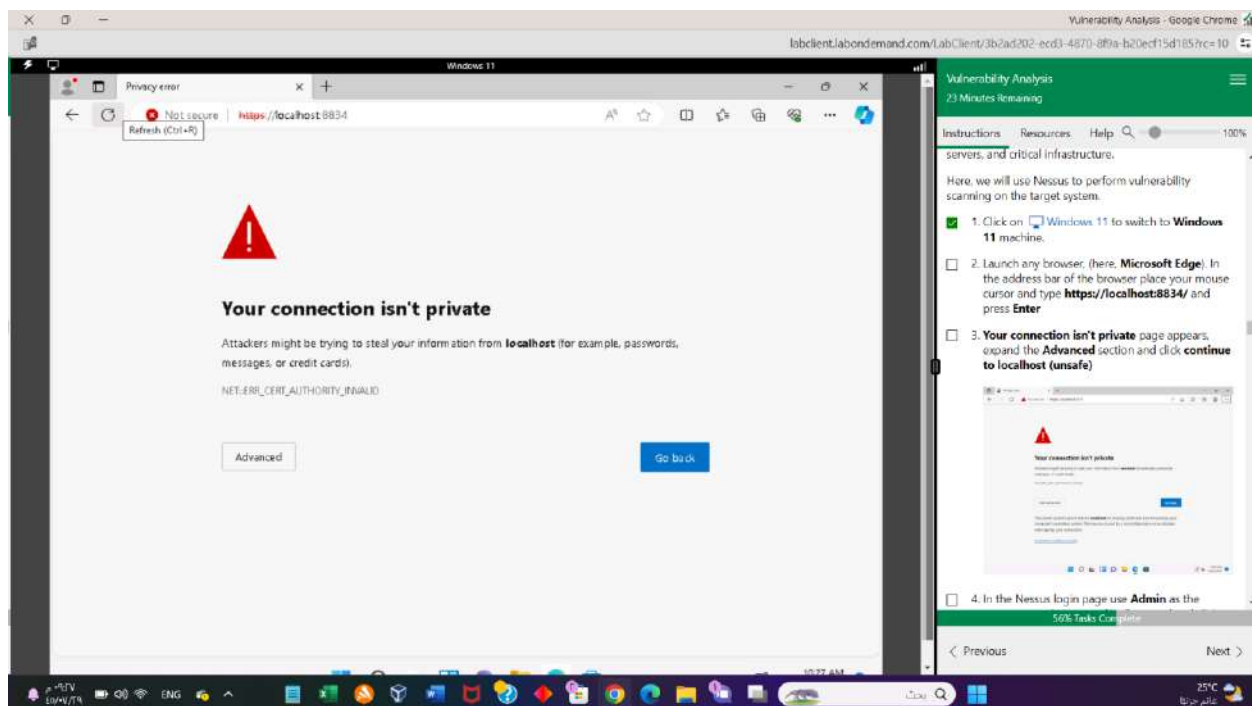 Vulnerability Analysis - Google Chrome
labclient.labondemand.com/LabClient/3b2ad202-ecd3-4870-8f9a-b20ecf15d185?rc=10
Windows 11
Privacy error
Not secure https://localhost:8834
Refresh (Ctrl+R)
Your connection isn't private
Attackers might be trying to steal your information from localhost (for example, passwords,
messages, or credit cards).
NET::ERR_CERT_AUTHORITY_INVALID
Advanced
Go back
10:27 AM
Vulnerability Analysis
23 Minutes Remaining
Instructions Resources Help 100%
servers, and critical infrastructure.
Here, we will use Nessus to perform vulnerability
scanning on the target system.
1. Click on Windows 11 to switch to Windows
11 machine.
2. Launch any browser, (here, Microsoft Edge). In
the address bar of the browser place your mouse
cursor and type https://localhost:8834/ and
press Enter
3. Your connection isn't private page appears,
expand the Advanced section and click continue
to localhost (unsafe)
Your connection isn't private
4. In the Nessus login page use Admin as the
56% Tasks Complete
Previous Next
ENG
بحث
25°C
غائم جزئيًا